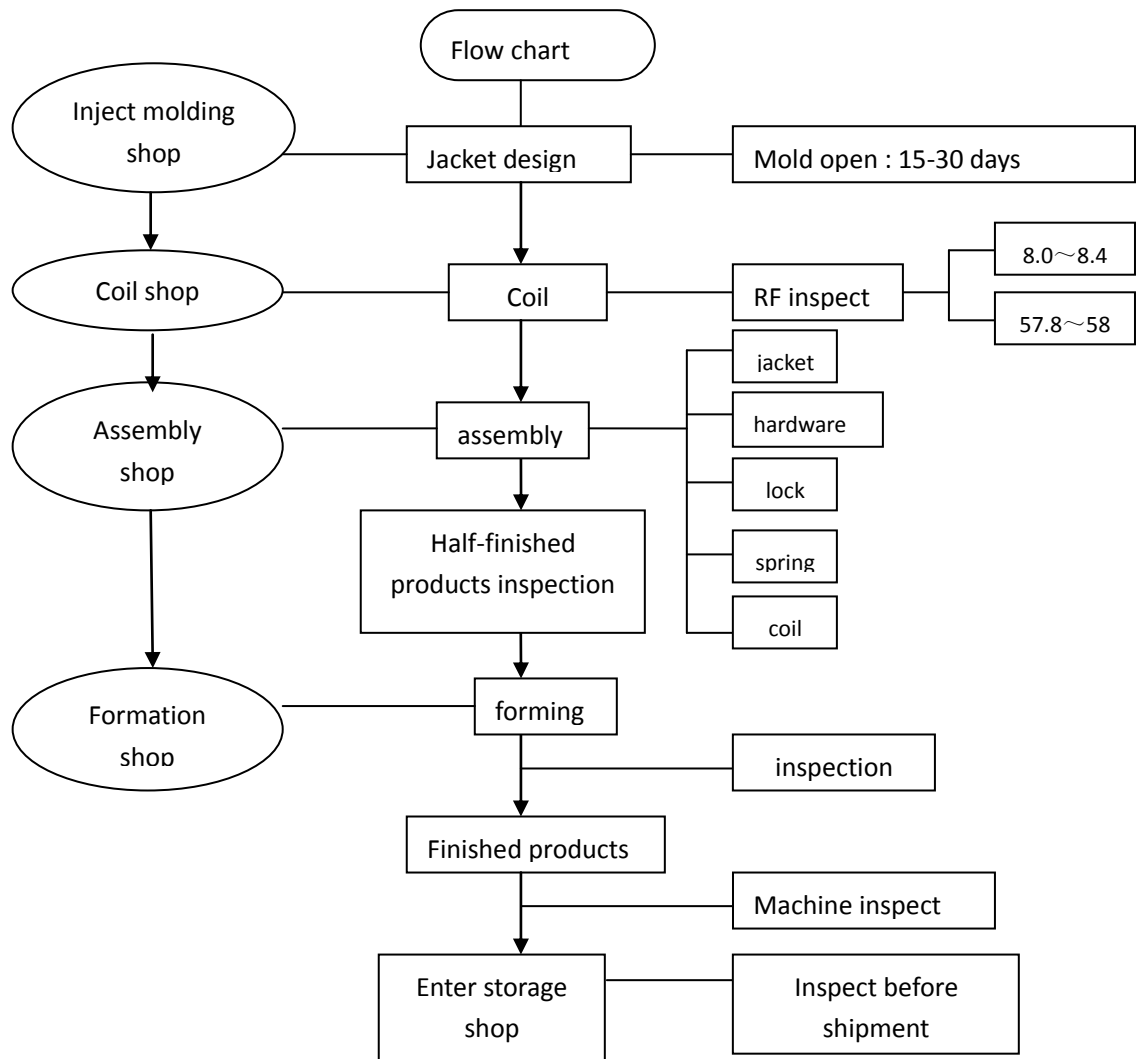 Flow chart
Inject molding
shop
Jacket design
Mold open : 15-30 days
Coil shop
Coil
RF inspect
8.0～8.4
57.8～58
jacket
hardware
lock
spring
coil
Assembly
shop
assembly
Half-finished
products inspection
Formation
shop
forming
inspection
Finished products
Machine inspect
Enter storage
shop
Inspect before
shipment